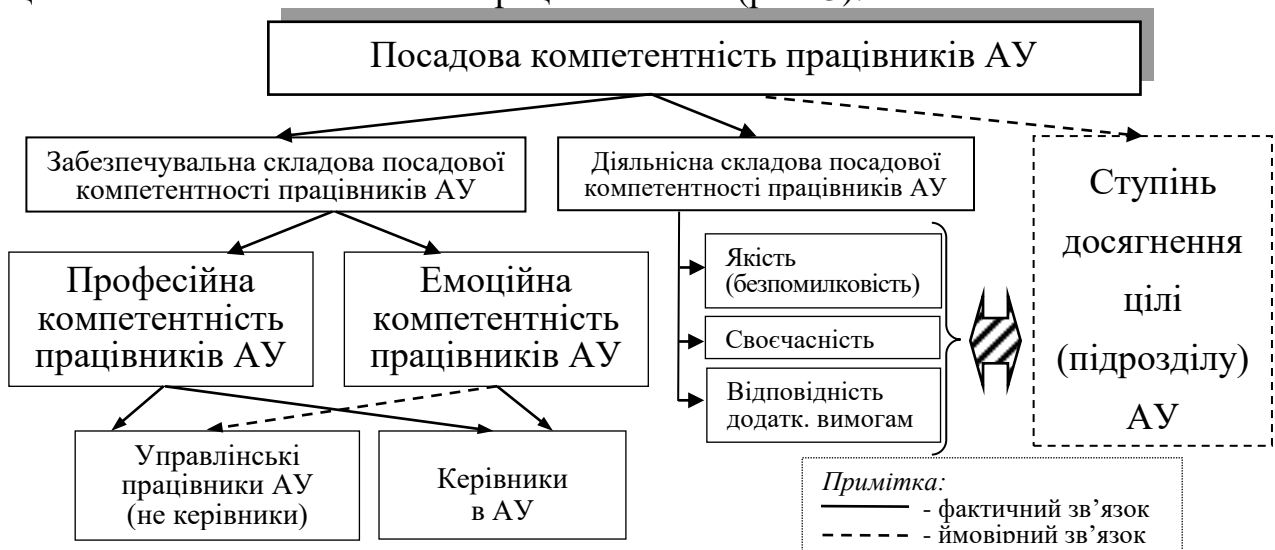 Посадова компетентність працівників АУ
Забезпечувальна складова посадової
компетентності працівників АУ
Діяльнісна складова посадової
компетентності працівників АУ
Ступінь
досягнення
цілі
(підрозділу)
АУ
Професійна
компетентність
працівників АУ
Емоційна
компетентність
працівників АУ
Якість
(безпомилковість)
Своєчасність
Відповідність
додатк. вимогам
Управлінські
працівники АУ
(не керівники)
Керівники
в АУ
Примітка:
- фактичний зв’язок
- ймовірний зв’язок